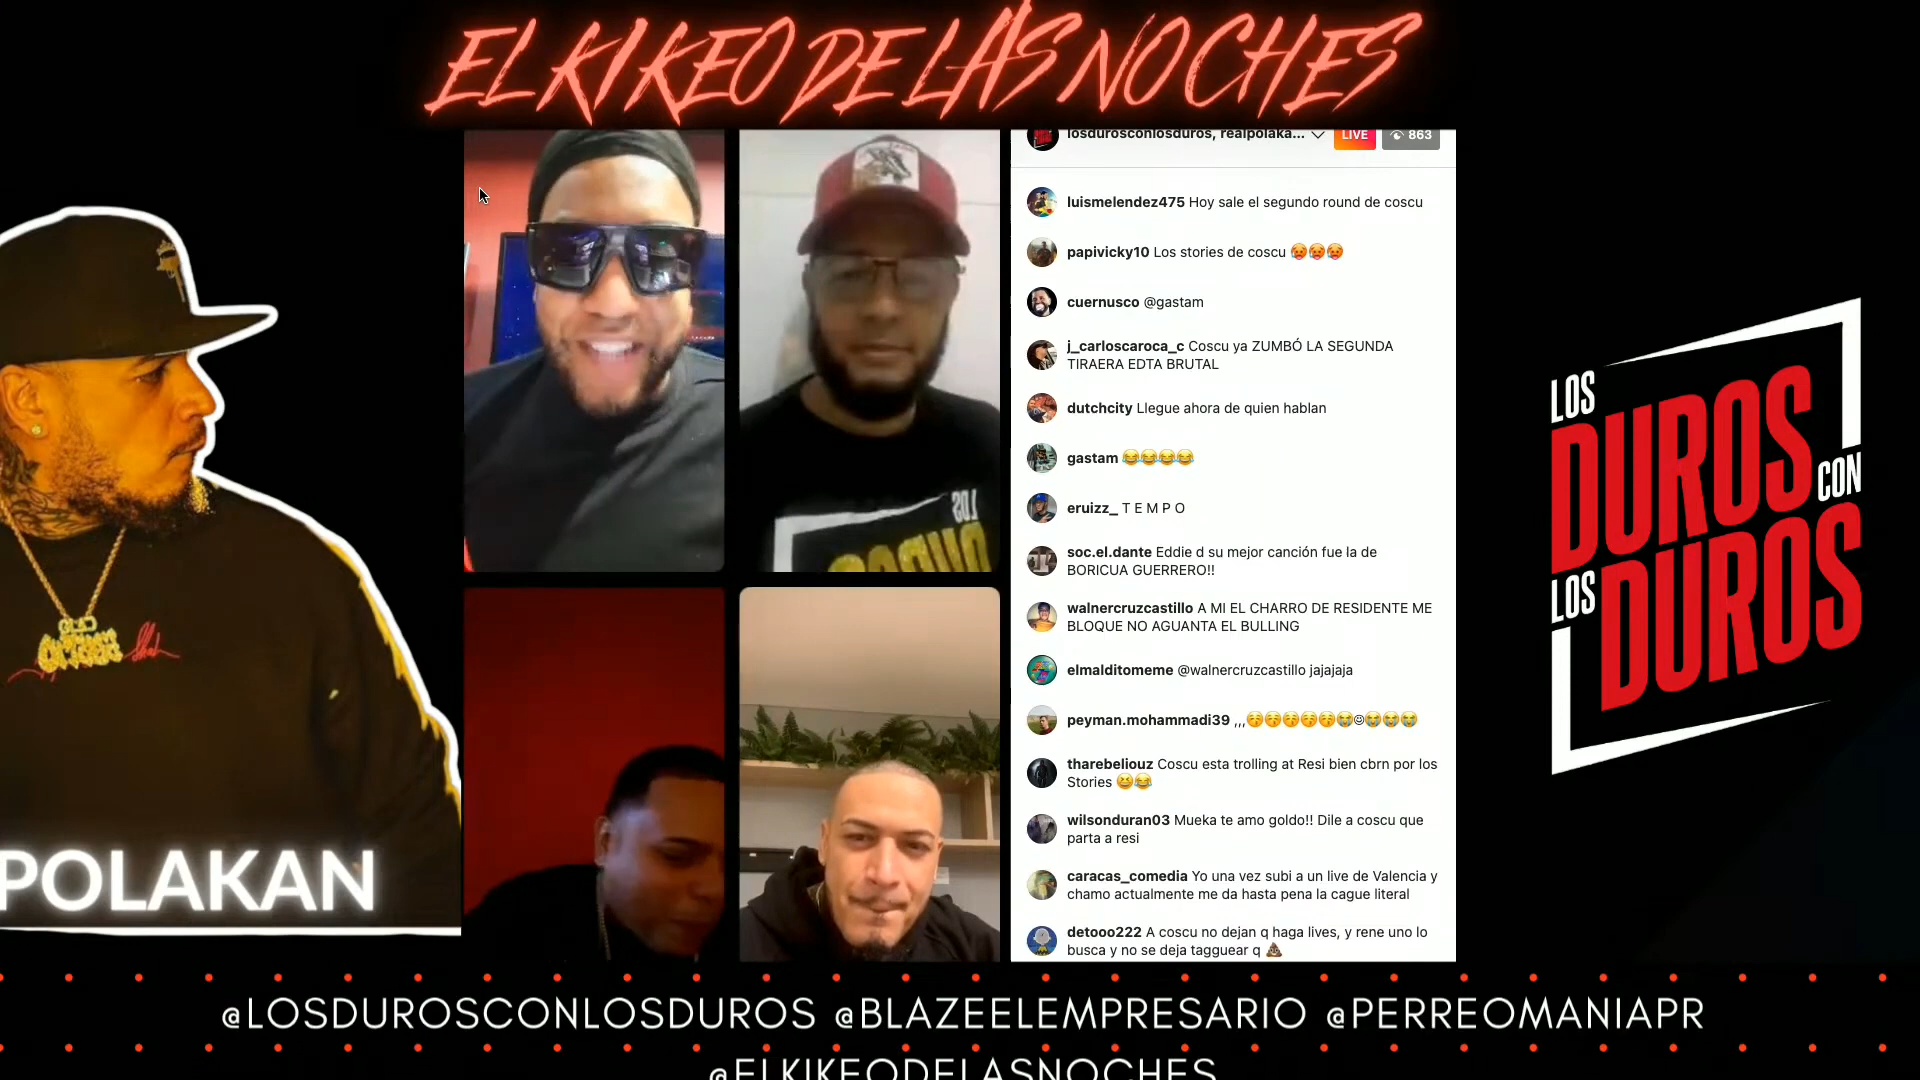 EL KIKEO DE LAS NOCHES
losdurosconlosduros, realpolaka... LIVE 863
luismelendez475 Hoy sale el segundo round de coscu
papivicky10 Los stories de coscu 🥵🥵🥵
cuernusco @gastam
j_carloscaroca_c Coscu ya ZUMBÓ LA SEGUNDA
TIRAERA EDTA BRUTAL
dutchcity Llegue ahora de quien hablan
gastam 😂😂😂😂
eruizz_ T E M P O
soc.el.dante Eddie d su mejor canción fue la de
BORICUA GUERRERO!!
walnercruzcastillo A MI EL CHARRO DE RESIDENTE ME
BLOQUE NO AGUANTA EL BULLING
elmalditomeme @walnercruzcastillo jajajaja
peyman.mohammadi39 ,,,😚😚😚😚😚😭☺😭😭😭
tharebeliouz Coscu esta trolling at Resi bien cbrn por los
Stories 😆😂
wilsonduran03 Mueka te amo goldo!! Dile a coscu que
parta a resi
caracas_comedia Yo una vez subi a un live de Valencia y
chamo actualmente me da hasta pena la cague literal
detooo222 A coscu no dejan q haga lives, y rene uno lo
busca y no se deja tagguear q 💩
POLAKAN
LOS
DUROS
CON
LOS
DUROS
LOS
DUROS
@LOSDUROSCONLOSDUROS @BLAZEELEMPRESARIO @PERREOMANIAPR
@ELKIKEODELASNOCHES